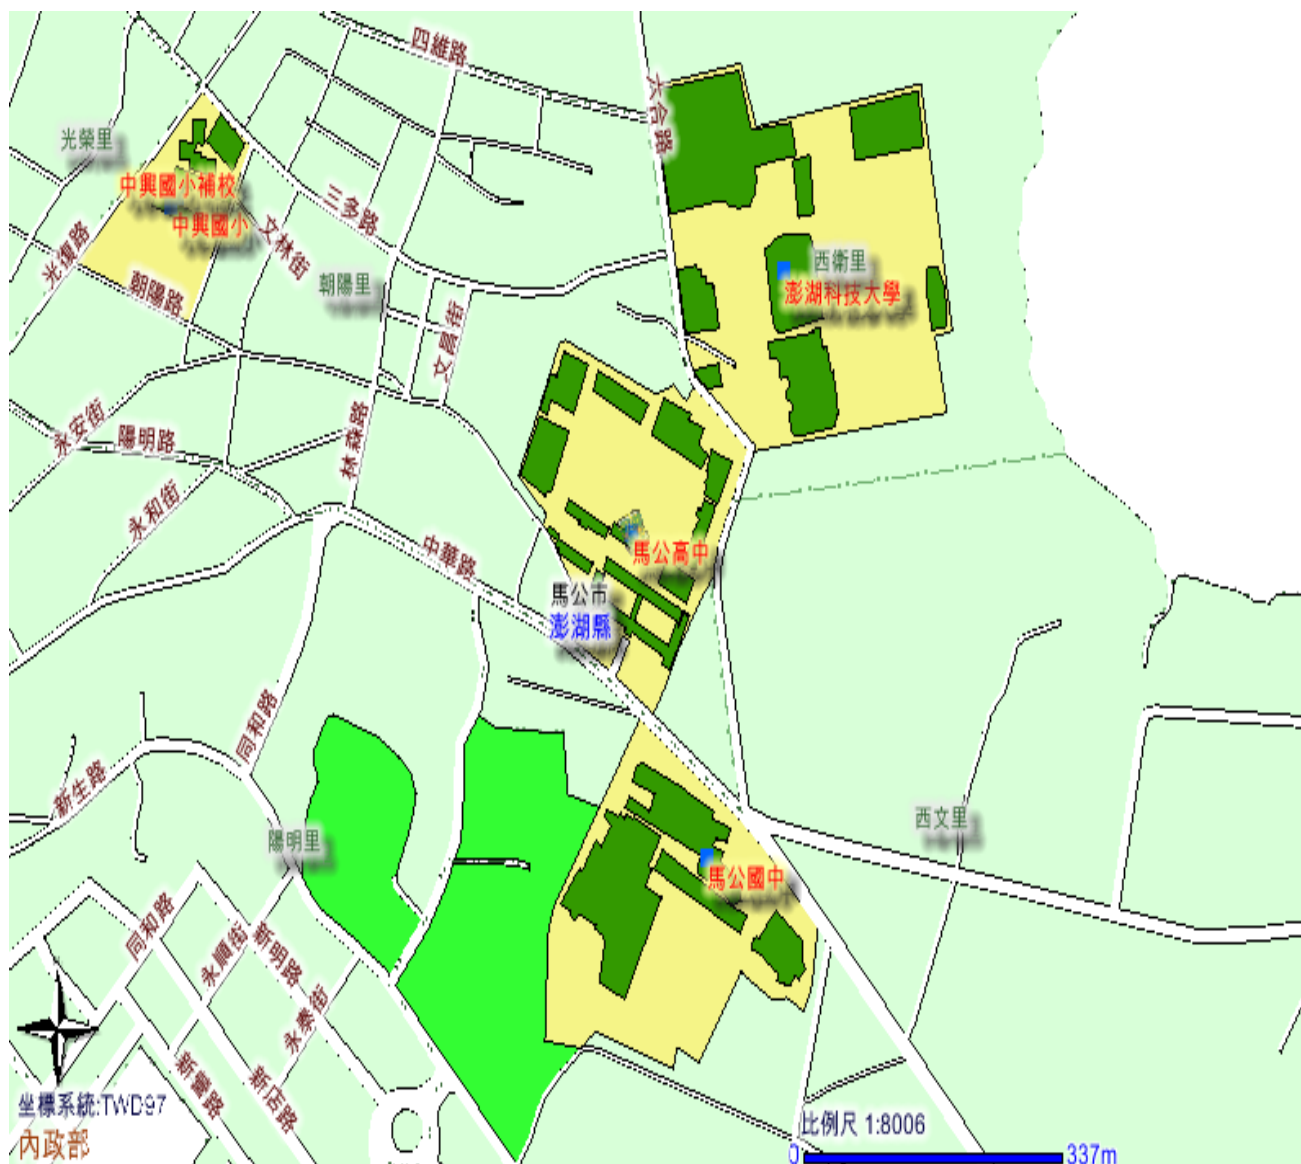 四維路
六合路
光榮里
中興國小補校
中興國小
三多路
文林街
光復路
朝陽路
朝陽里
西衛里
澎湖科技大學
文昌街
永安街
陽明路
林森路
永和街
中華路
馬公高中
馬公市
澎湖縣
同和路
新生路
陽明里
西文里
馬公國中
同和路
永順街
新明路
永泰街
新店路
坐標系統:TWD97
內政部
比例尺 1:8006
0
337m